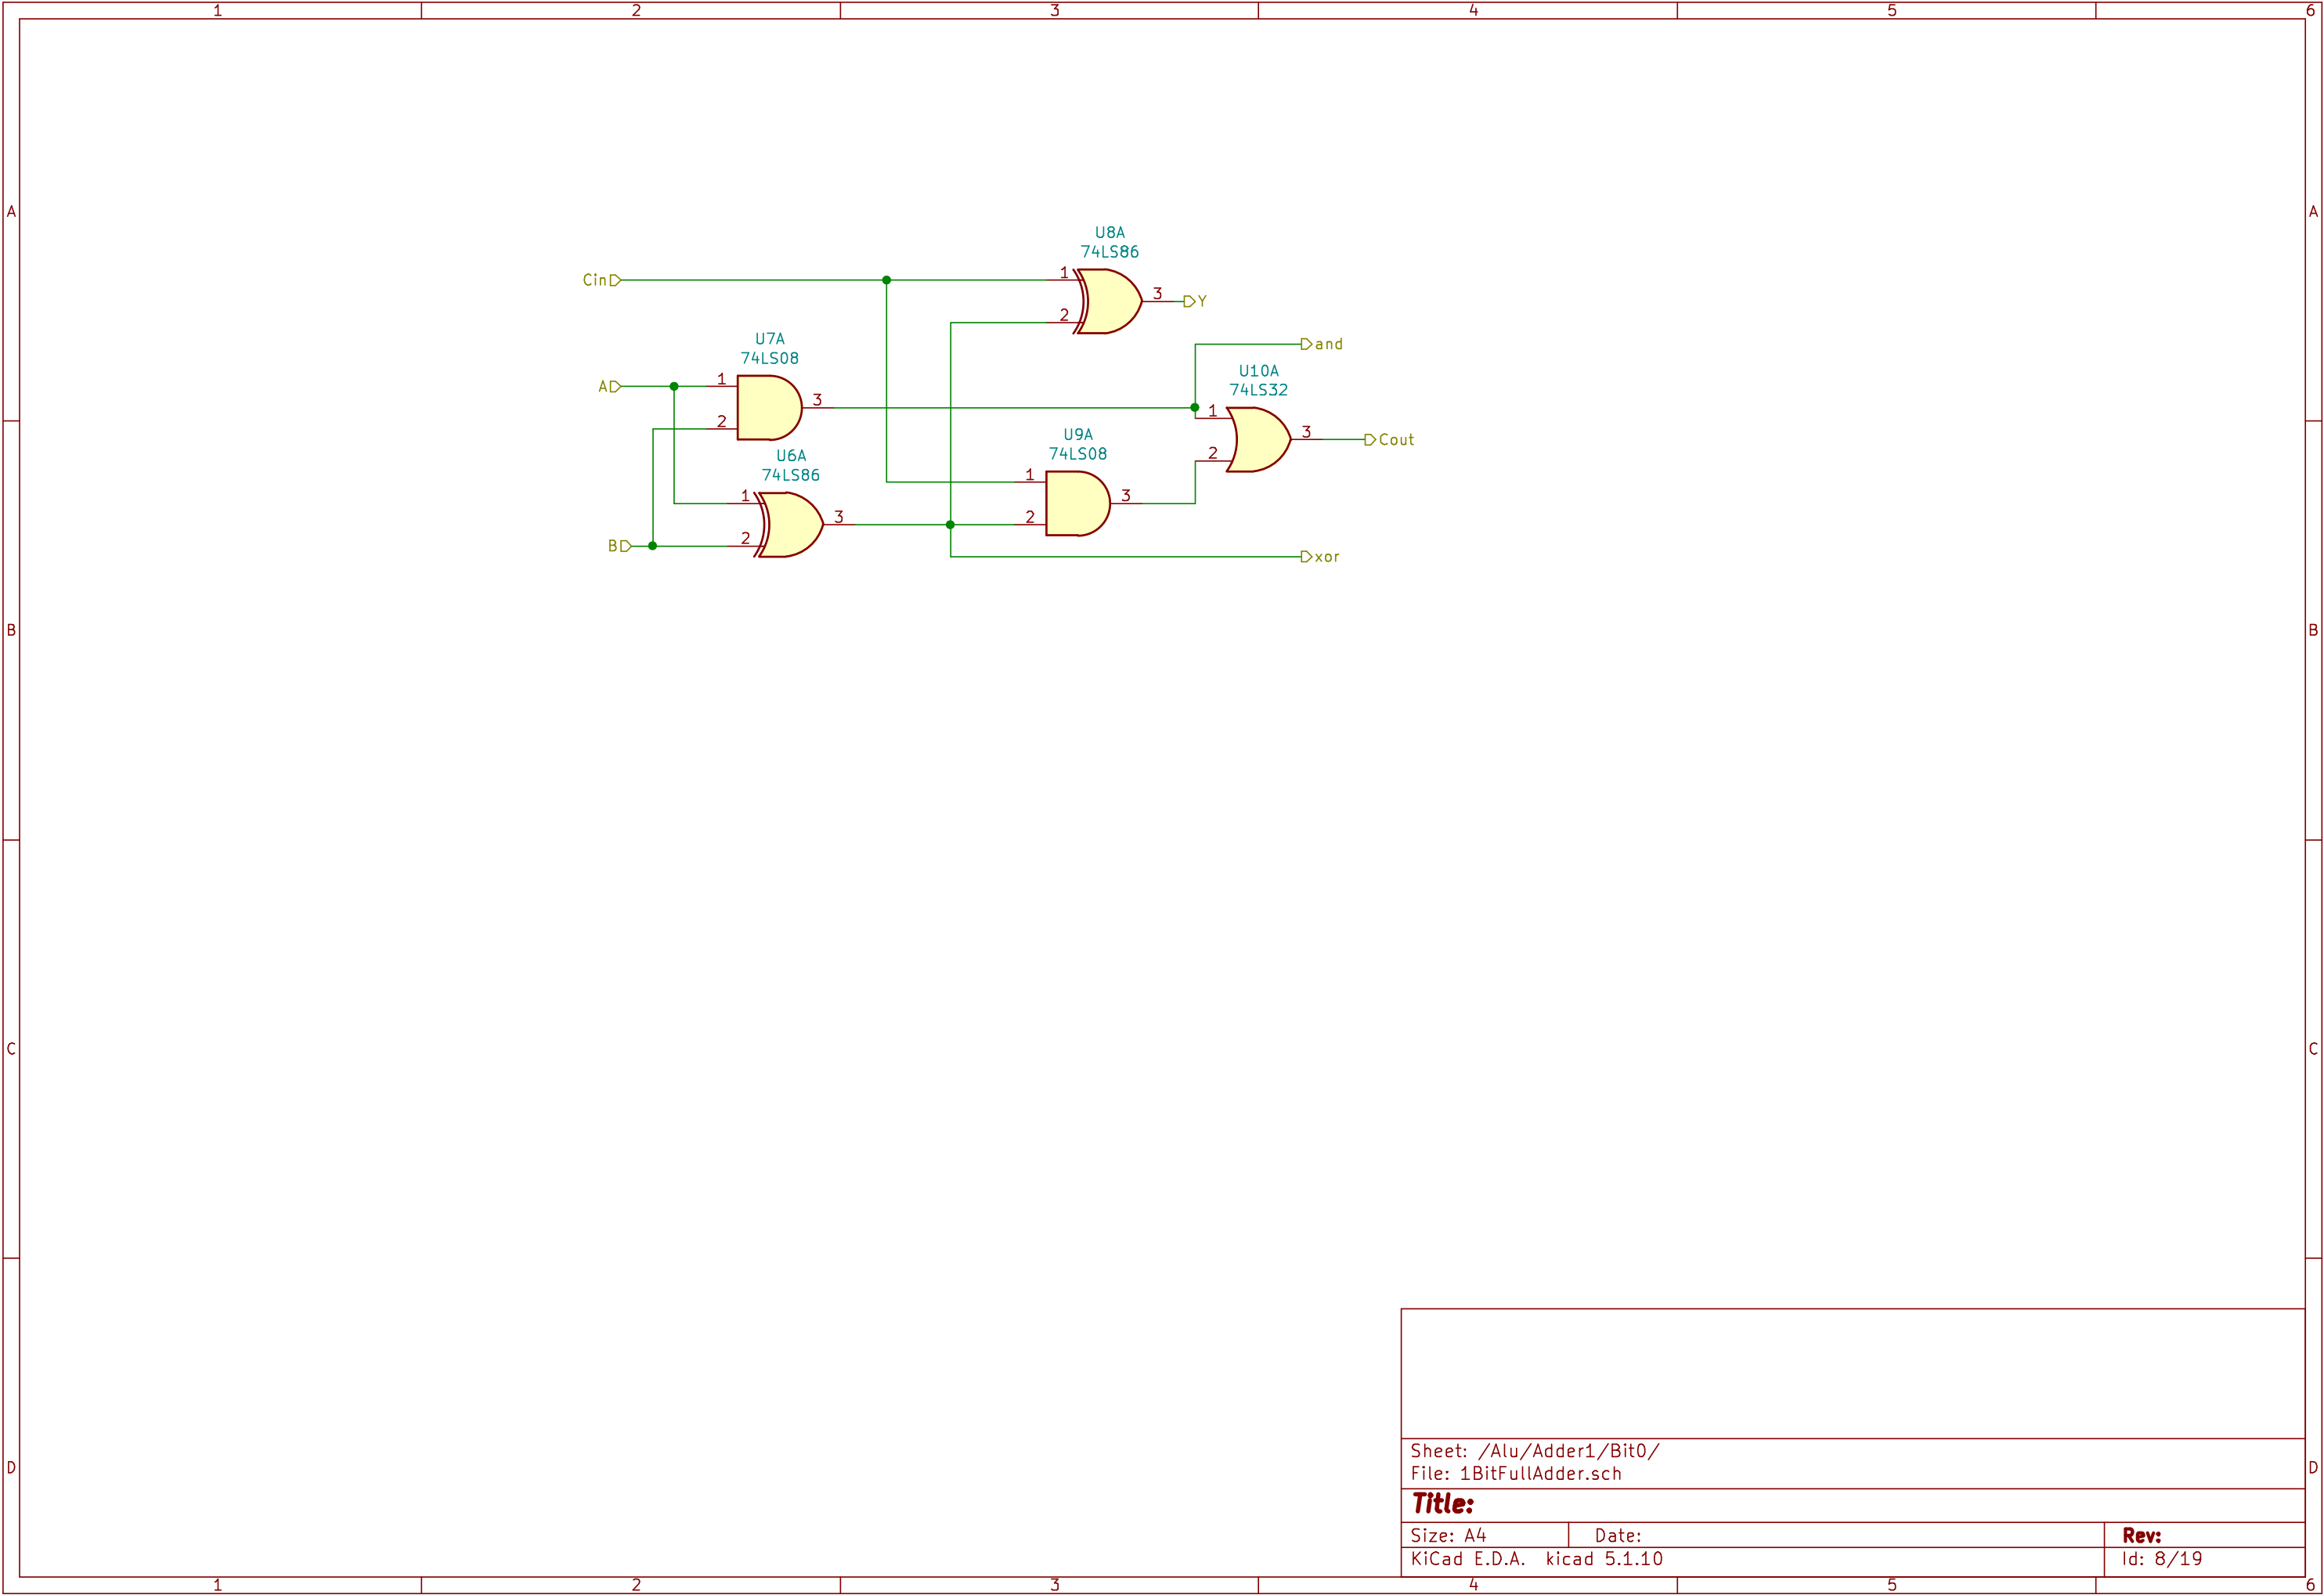 1 2 3 4 5 6
A A
U8A
74LS86
Cin 1 3 Y
2
U7A
74LS08
and
U10A
74LS32
A 1 3
2
1 3 Cout
2
U9A
74LS08
U6A
74LS86
1 3
2
1 3
B 2
xor
B B
C C
D D
Sheet: /Alu/Adder1/Bit0/
File: 1BitFullAdder.sch
Title:
Size: A4 Date: Rev:
KiCad E.D.A. kicad 5.1.10 Id: 8/19
1 2 3 4 5 6